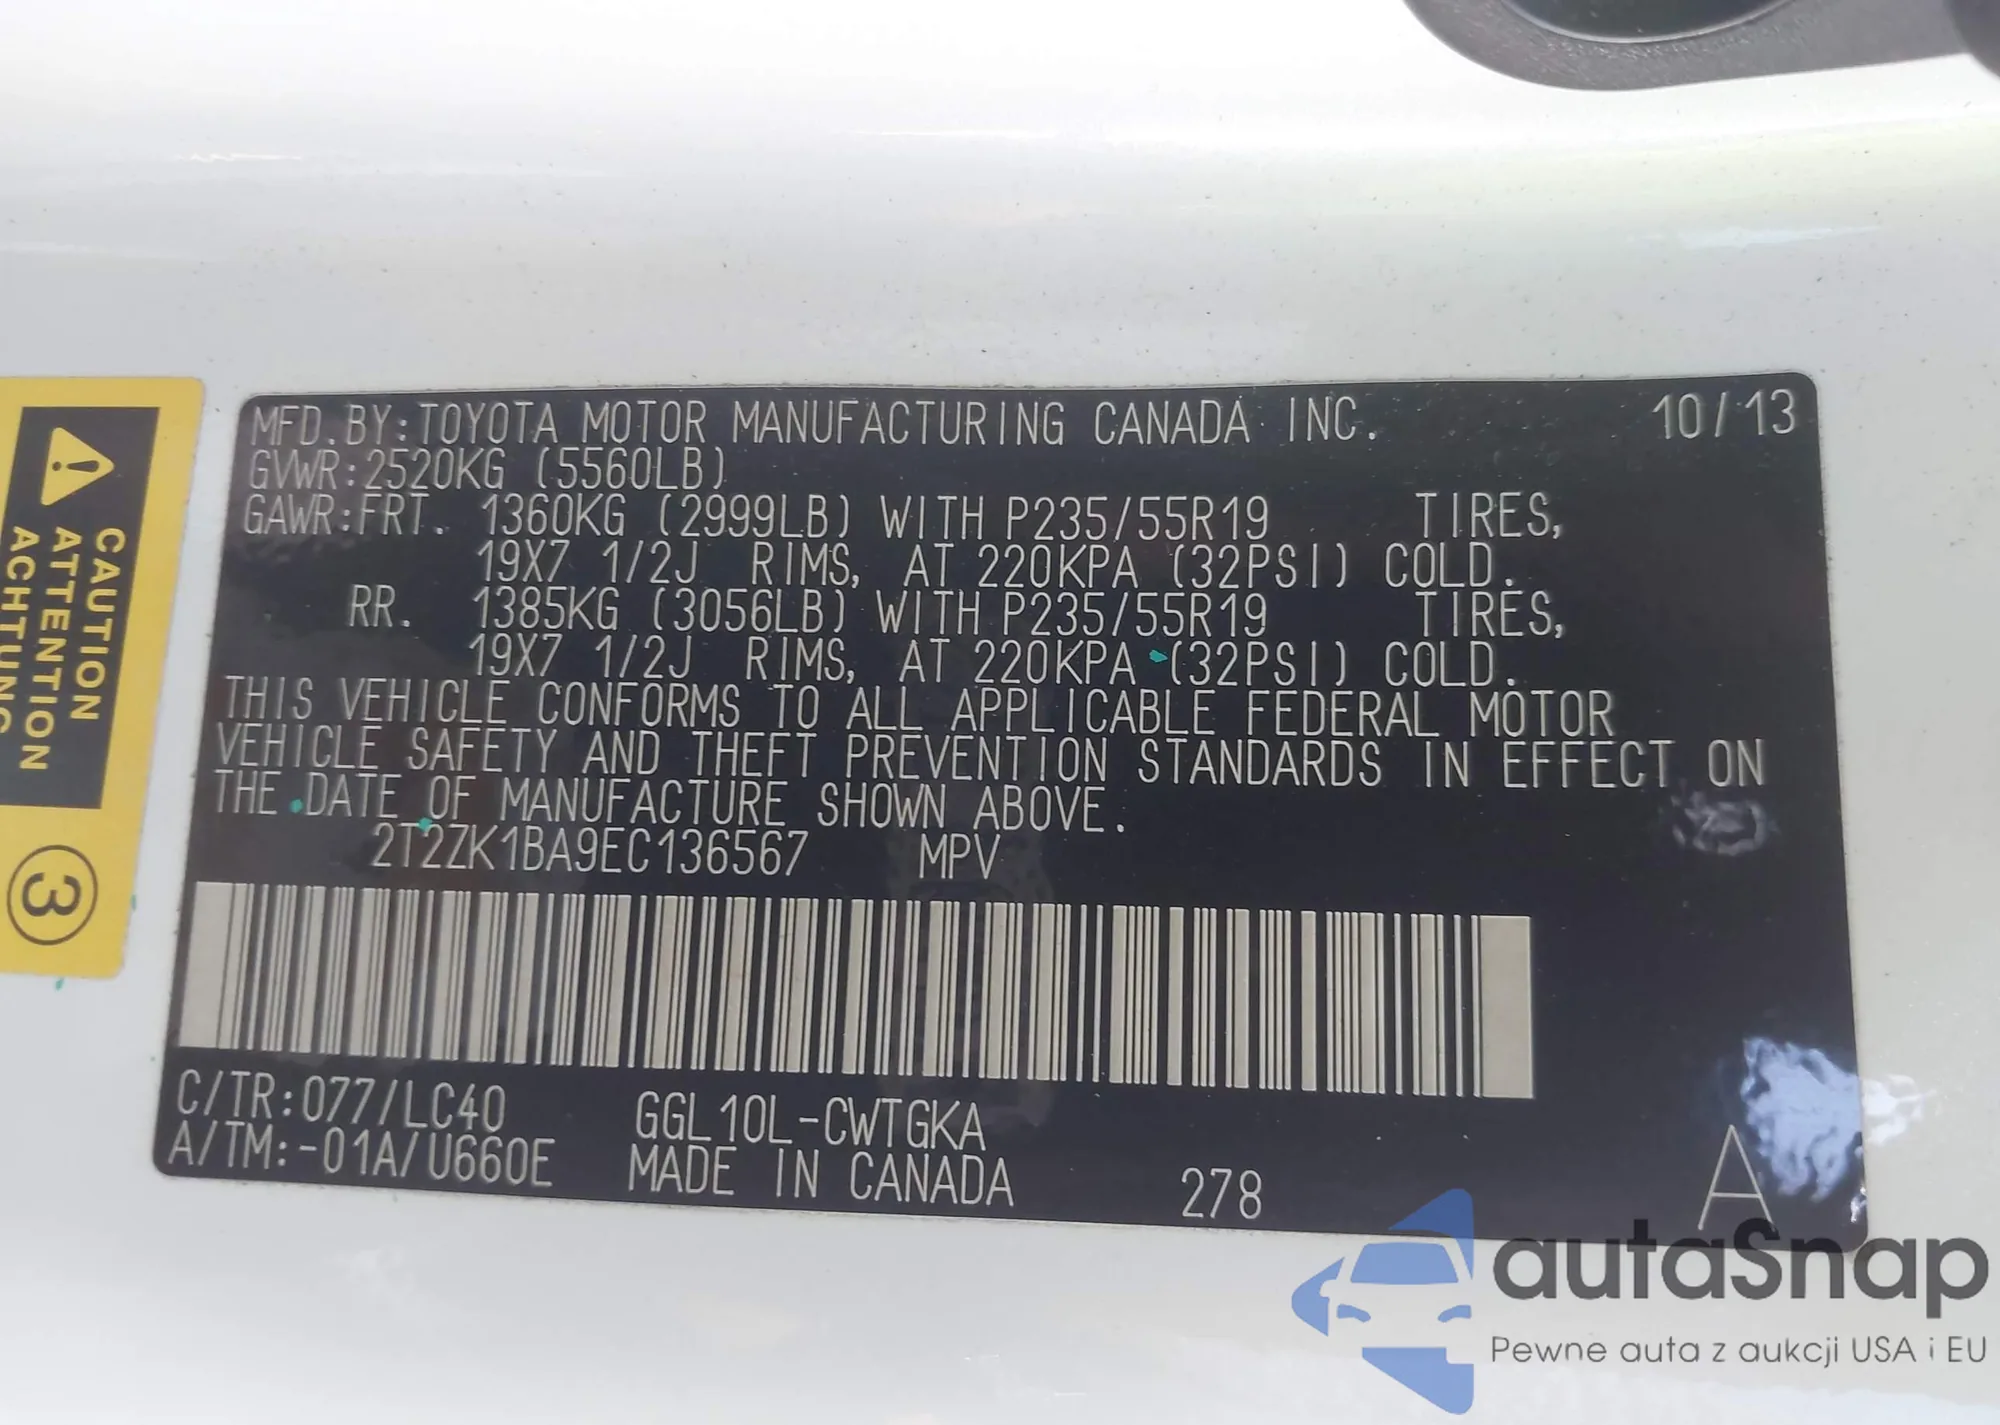 MFD.BY:TOYOTA MOTOR MANUFACTURING CANADA INC. 10/13
GVWR:2520KG (5560LB)
GAWR:FRT. 1360KG (2999LB) WITH P235/55R19 TIRES,
19X7 1/2J RIMS, AT 220KPA (32PSI) COLD.
RR. 1385KG (3056LB) WITH P235/55R19 TIRES,
19X7 1/2J RIMS, AT 220KPA (32PSI) COLD.
THIS VEHICLE CONFORMS TO ALL APPLICABLE FEDERAL MOTOR
VEHICLE SAFETY AND THEFT PREVENTION STANDARDS IN EFFECT ON
THE DATE OF MANUFACTURE SHOWN ABOVE.
2T2ZK1BA9EC136567 MPV
C/TR:077/LC40 GGL10L-CWTGKA
A/TM:-01A/U660E MADE IN CANADA 278 A
CAUTION
ATTENTION
ACHTUNG
3
autoSnap
Pewne auta z aukcji USA i EU